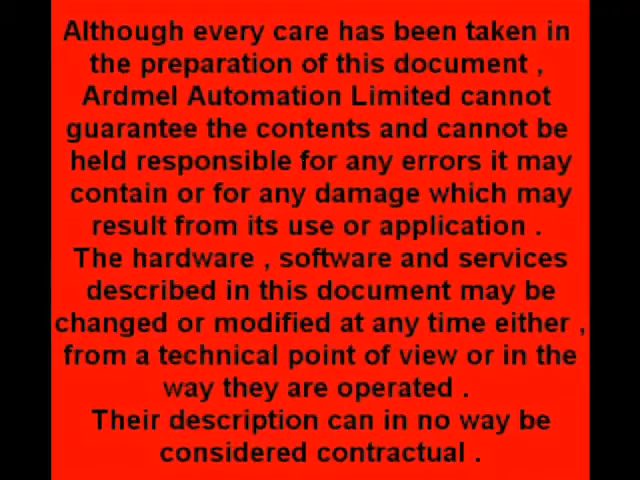 Although every care has been taken in
the preparation of this document ,
Ardmel Automation Limited cannot
guarantee the contents and cannot be
held responsible for any errors it may
contain or for any damage which may
result from its use or application .
The hardware , software and services
described in this document may be
changed or modified at any time either ,
from a technical point of view or in the
way they are operated .
Their description can in no way be
considered contractual .